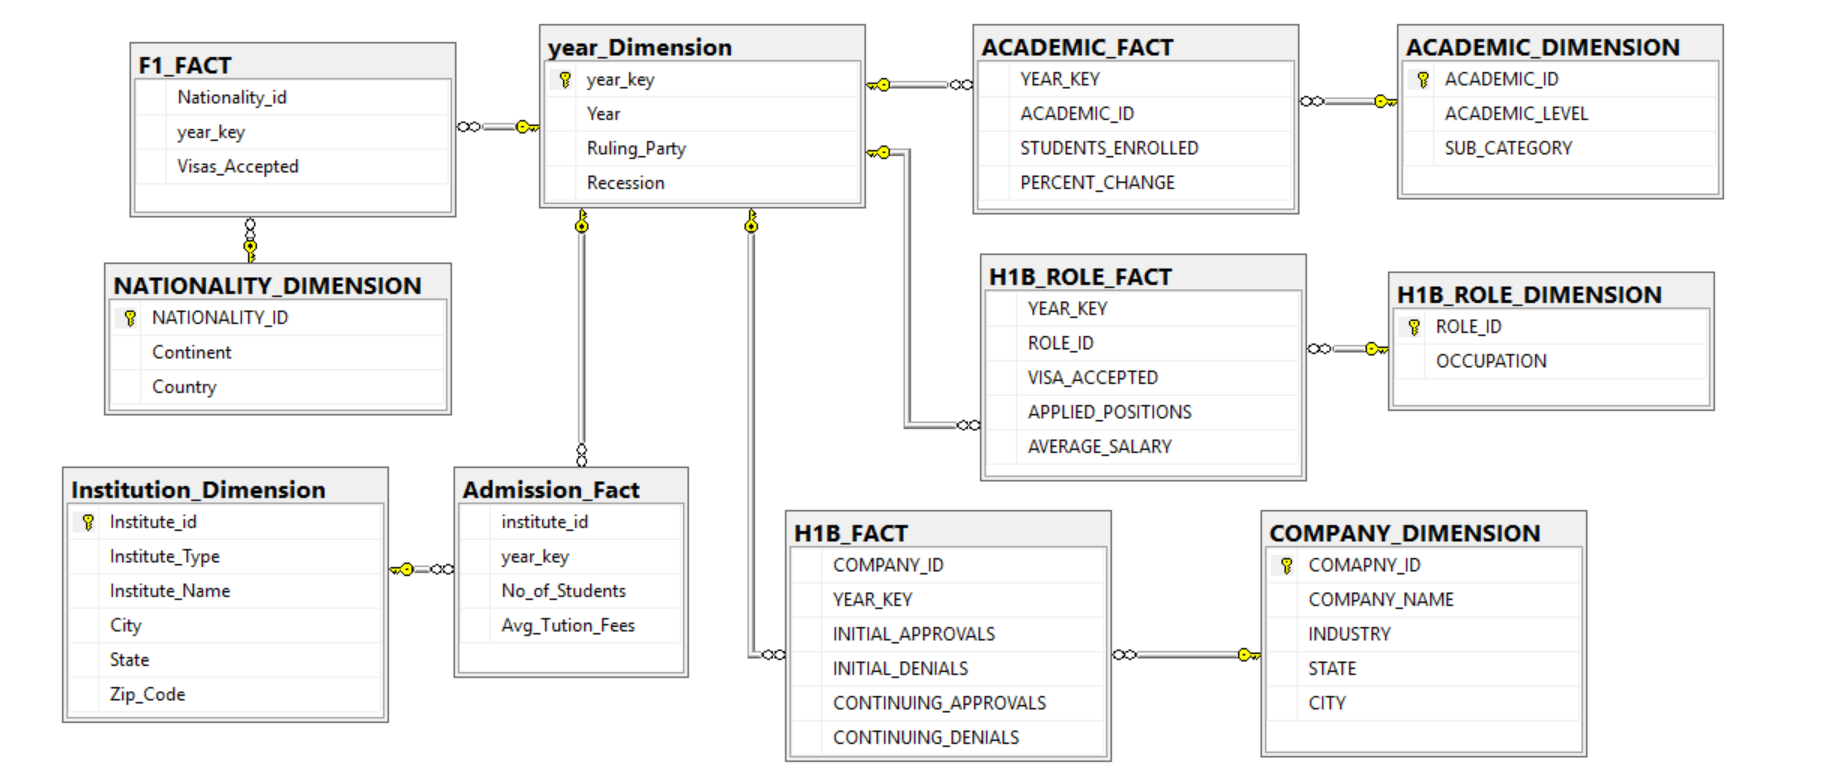 F1_FACT
Nationality_id
year_key
Visas_Accepted
year_Dimension
year_key
Year
Ruling_Party
Recession
ACADEMIC_FACT
YEAR_KEY
ACADEMIC_ID
STUDENTS_ENROLLED
PERCENT_CHANGE
ACADEMIC_DIMENSION
ACADEMIC_ID
ACADEMIC_LEVEL
SUB_CATEGORY
NATIONALITY_DIMENSION
NATIONALITY_ID
Continent
Country
H1B_ROLE_FACT
YEAR_KEY
ROLE_ID
VISA_ACCEPTED
APPLIED_POSITIONS
AVERAGE_SALARY
H1B_ROLE_DIMENSION
ROLE_ID
OCCUPATION
Institution_Dimension
Institute_id
Institute_Type
Institute_Name
City
State
Zip_Code
Admission_Fact
institute_id
year_key
No_of_Students
Avg_Tution_Fees
H1B_FACT
COMPANY_ID
YEAR_KEY
INITIAL_APPROVALS
INITIAL_DENIALS
CONTINUING_APPROVALS
CONTINUING_DENIALS
COMPANY_DIMENSION
COMAPNY_ID
COMPANY_NAME
INDUSTRY
STATE
CITY